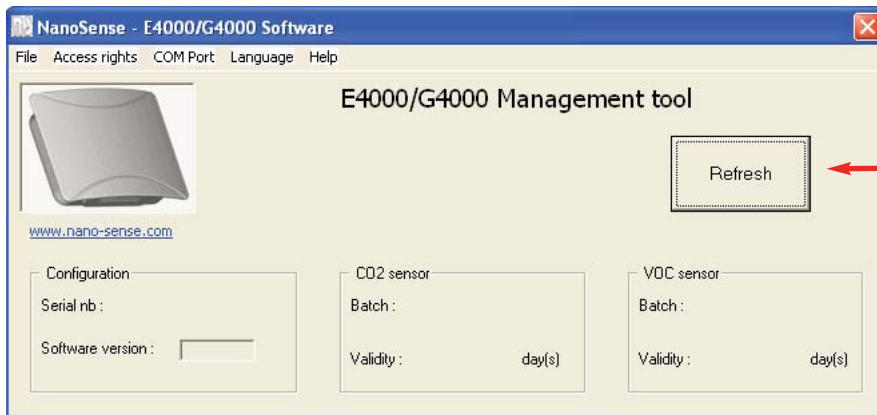 NanoSense - E4000/G4000 Software
File Access rights COM Port Language Help
E4000/G4000 Management tool
Refresh
www.nano-sense.com
Configuration
Serial nb :
Software version :
CO2 sensor
Batch :
Validity : day(s)
VOC sensor
Batch :
Validity : day(s)